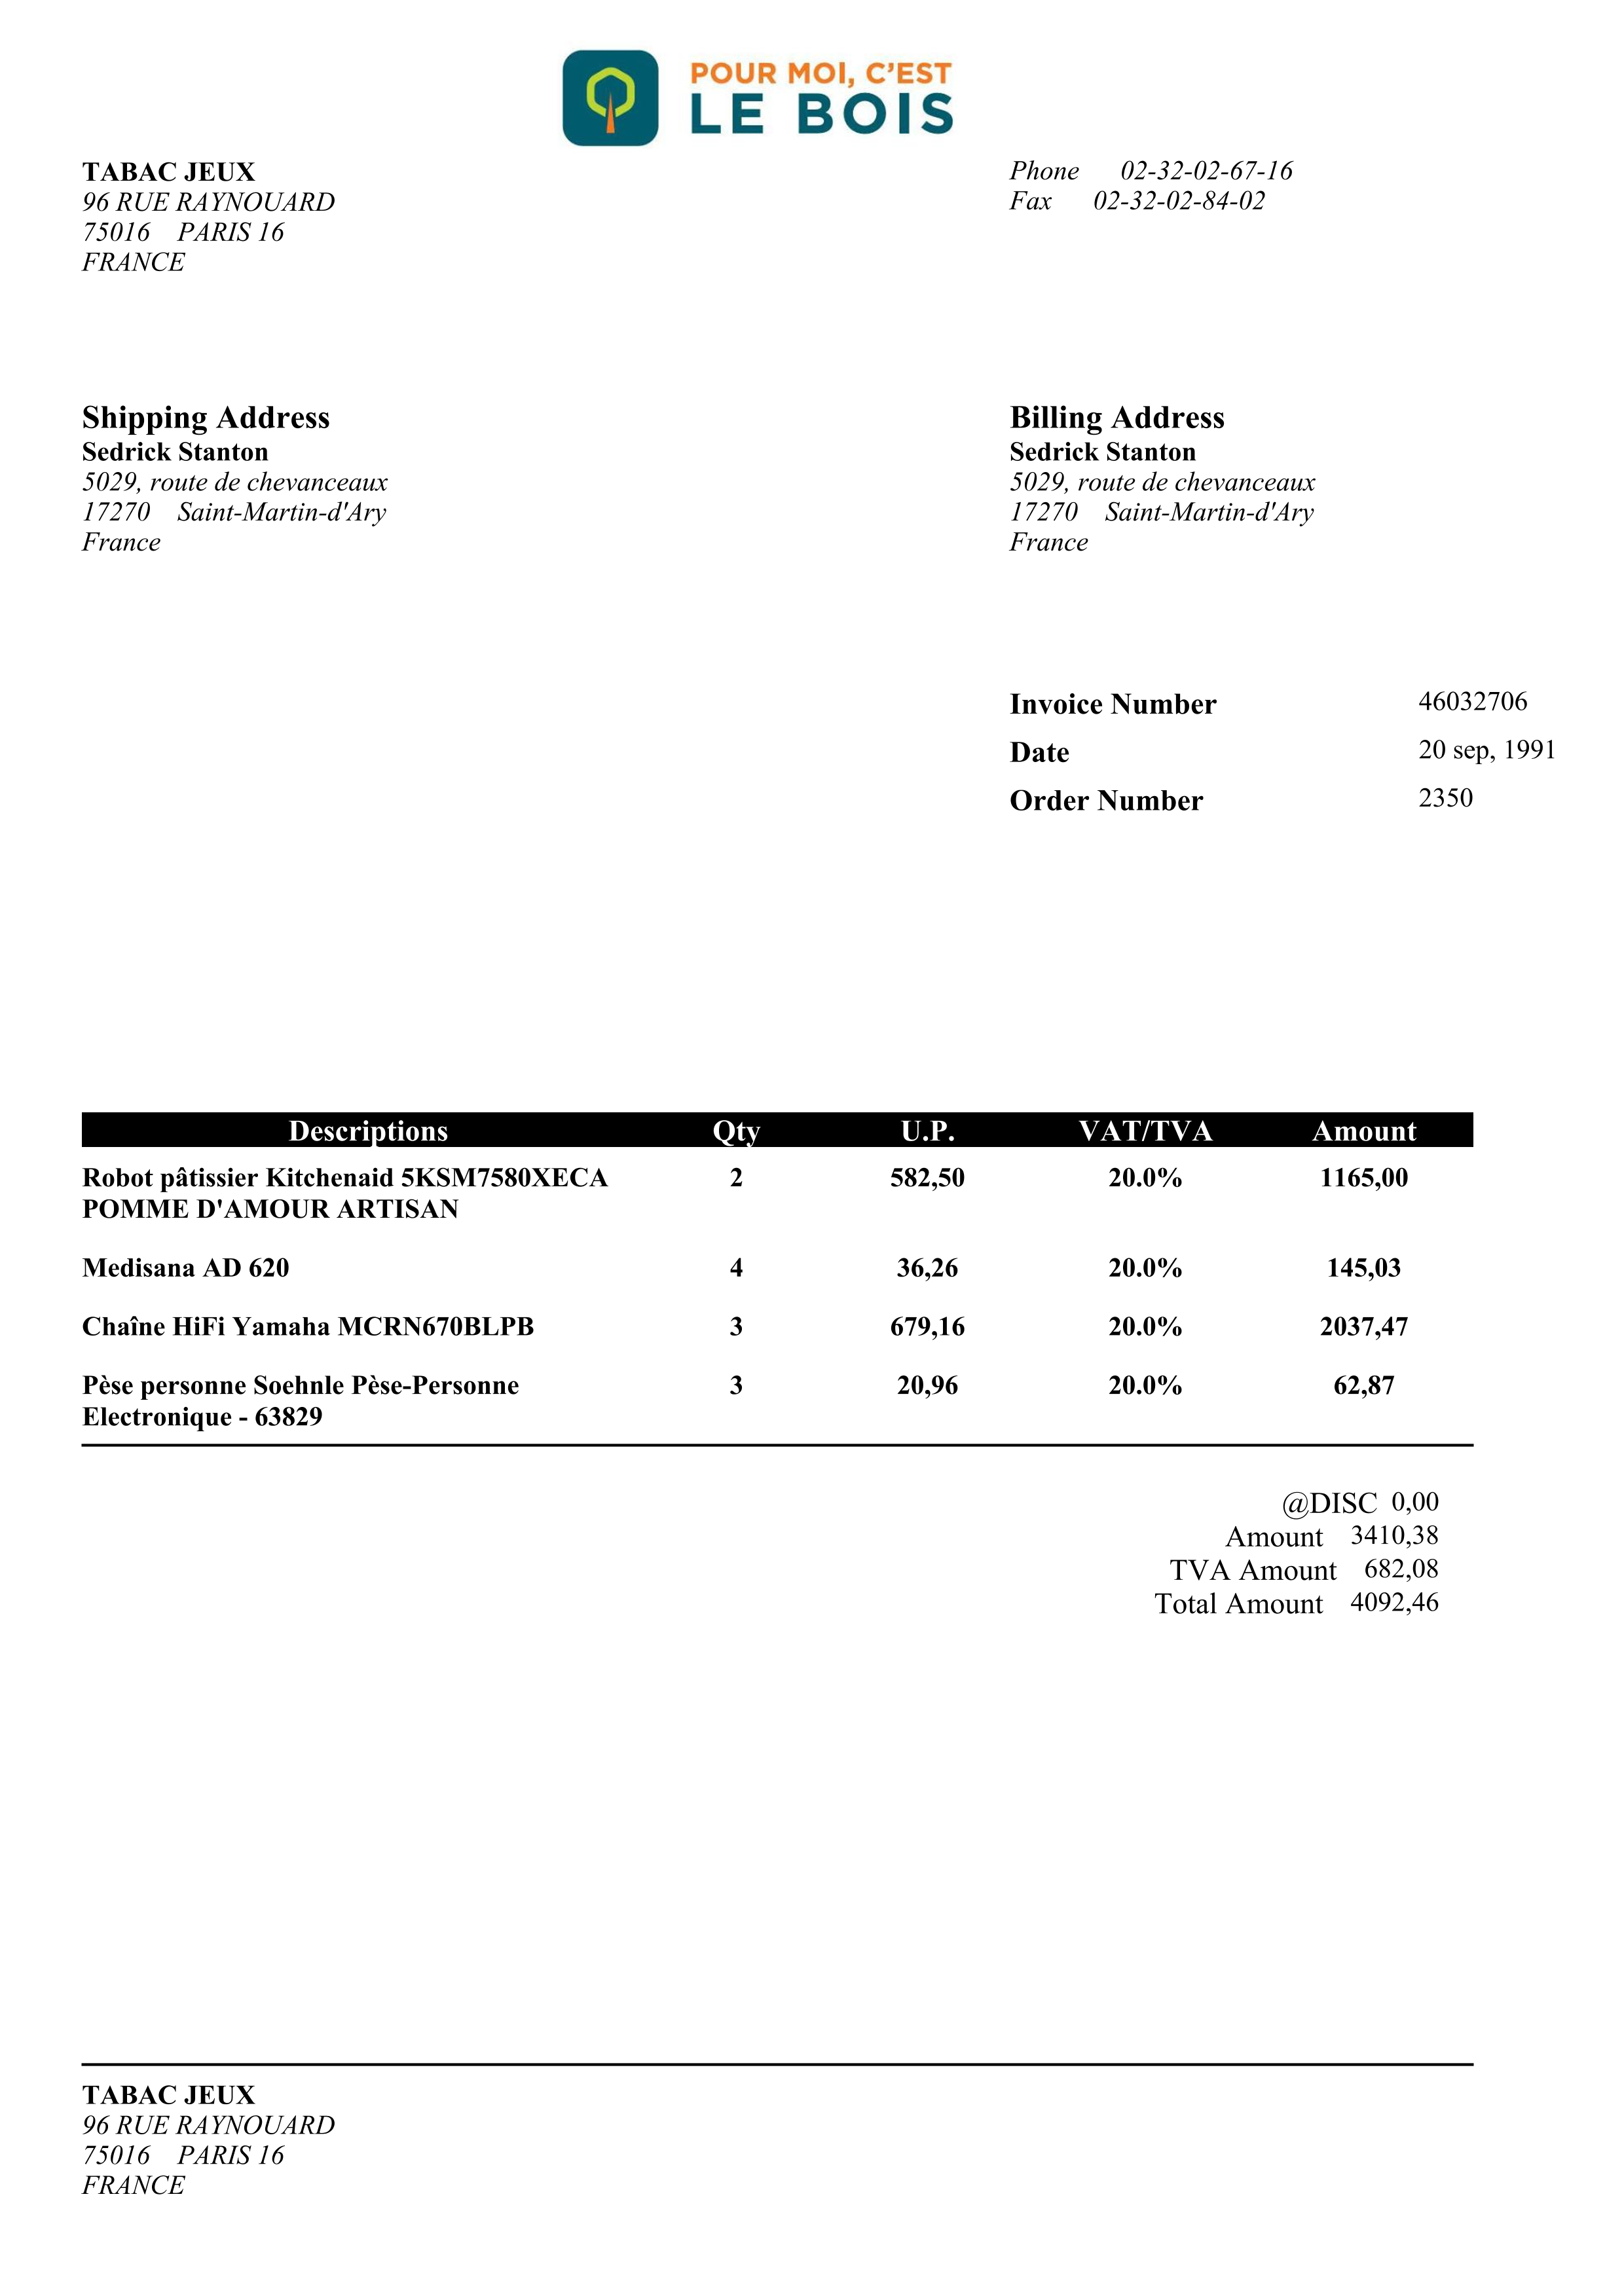 POUR MOI, C'EST
LE BOIS
TABAC JEUX
96 RUE RAYNOUARD
75016 PARIS 16
FRANCE
Phone 02-32-02-67-16
Fax 02-32-02-84-02
Shipping Address
Sedrick Stanton
5029, route de chevanceaux
17270 Saint-Martin-d'Ary
France
Billing Address
Sedrick Stanton
5029, route de chevanceaux
17270 Saint-Martin-d'Ary
France
Invoice Number 46032706
Date 20 sep, 1991
Order Number 2350
Descriptions Qty U.P. VAT/TVA Amount
Robot pâtissier Kitchenaid 5KSM7580XECA 2 582,50 20.0% 1165,00
POMME D'AMOUR ARTISAN
Medisana AD 620 4 36,26 20.0% 145,03
Chaîne HiFi Yamaha MCRN670BLPB 3 679,16 20.0% 2037,47
Pèse personne Soehnle Pèse-Personne 3 20,96 20.0% 62,87
Electronique - 63829
@DISC 0,00
Amount 3410,38
TVA Amount 682,08
Total Amount 4092,46
TABAC JEUX
96 RUE RAYNOUARD
75016 PARIS 16
FRANCE